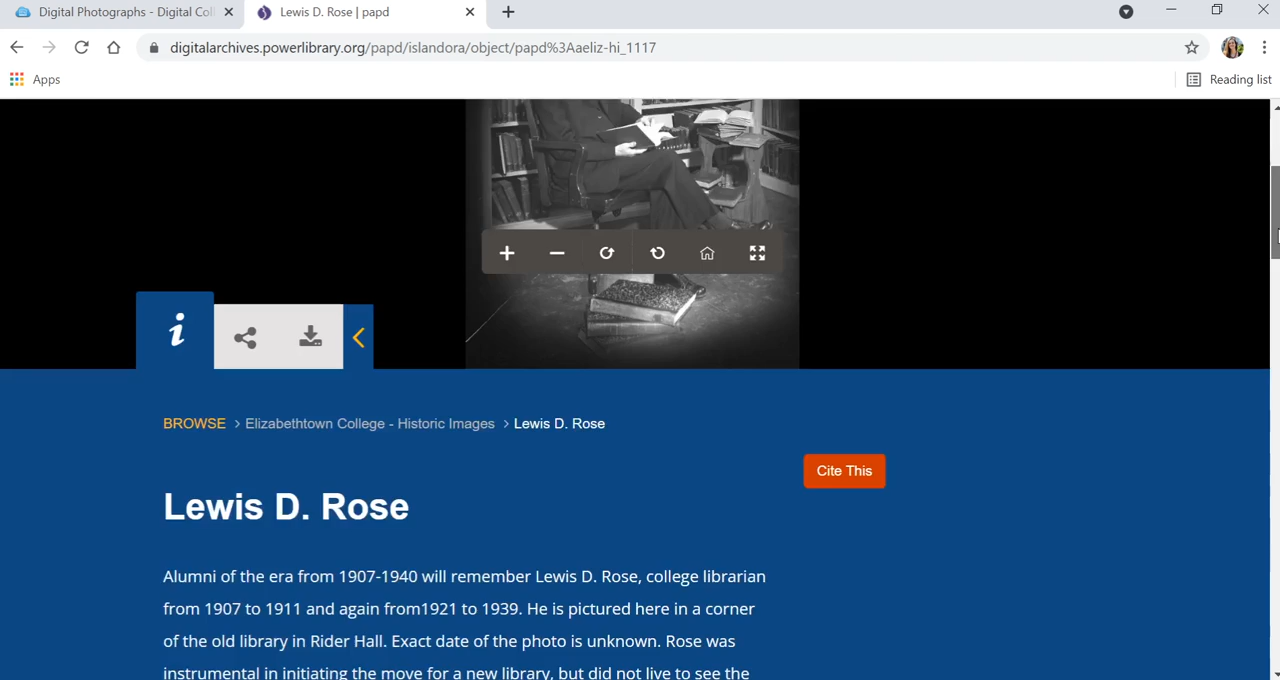 Digital Photographs - Digital Coll
Lewis D. Rose | papd
digitalarchives.powerlibrary.org/papd/islandora/object/papd%3Aaeliz-hi_1117
Apps
Reading list
i
BROWSE > Elizabethtown College - Historic Images > Lewis D. Rose
Cite This
Lewis D. Rose
Alumni of the era from 1907-1940 will remember Lewis D. Rose, college librarian
from 1907 to 1911 and again from1921 to 1939. He is pictured here in a corner
of the old library in Rider Hall. Exact date of the photo is unknown. Rose was
instrumental in initiating the move for a new library, but did not live to see the